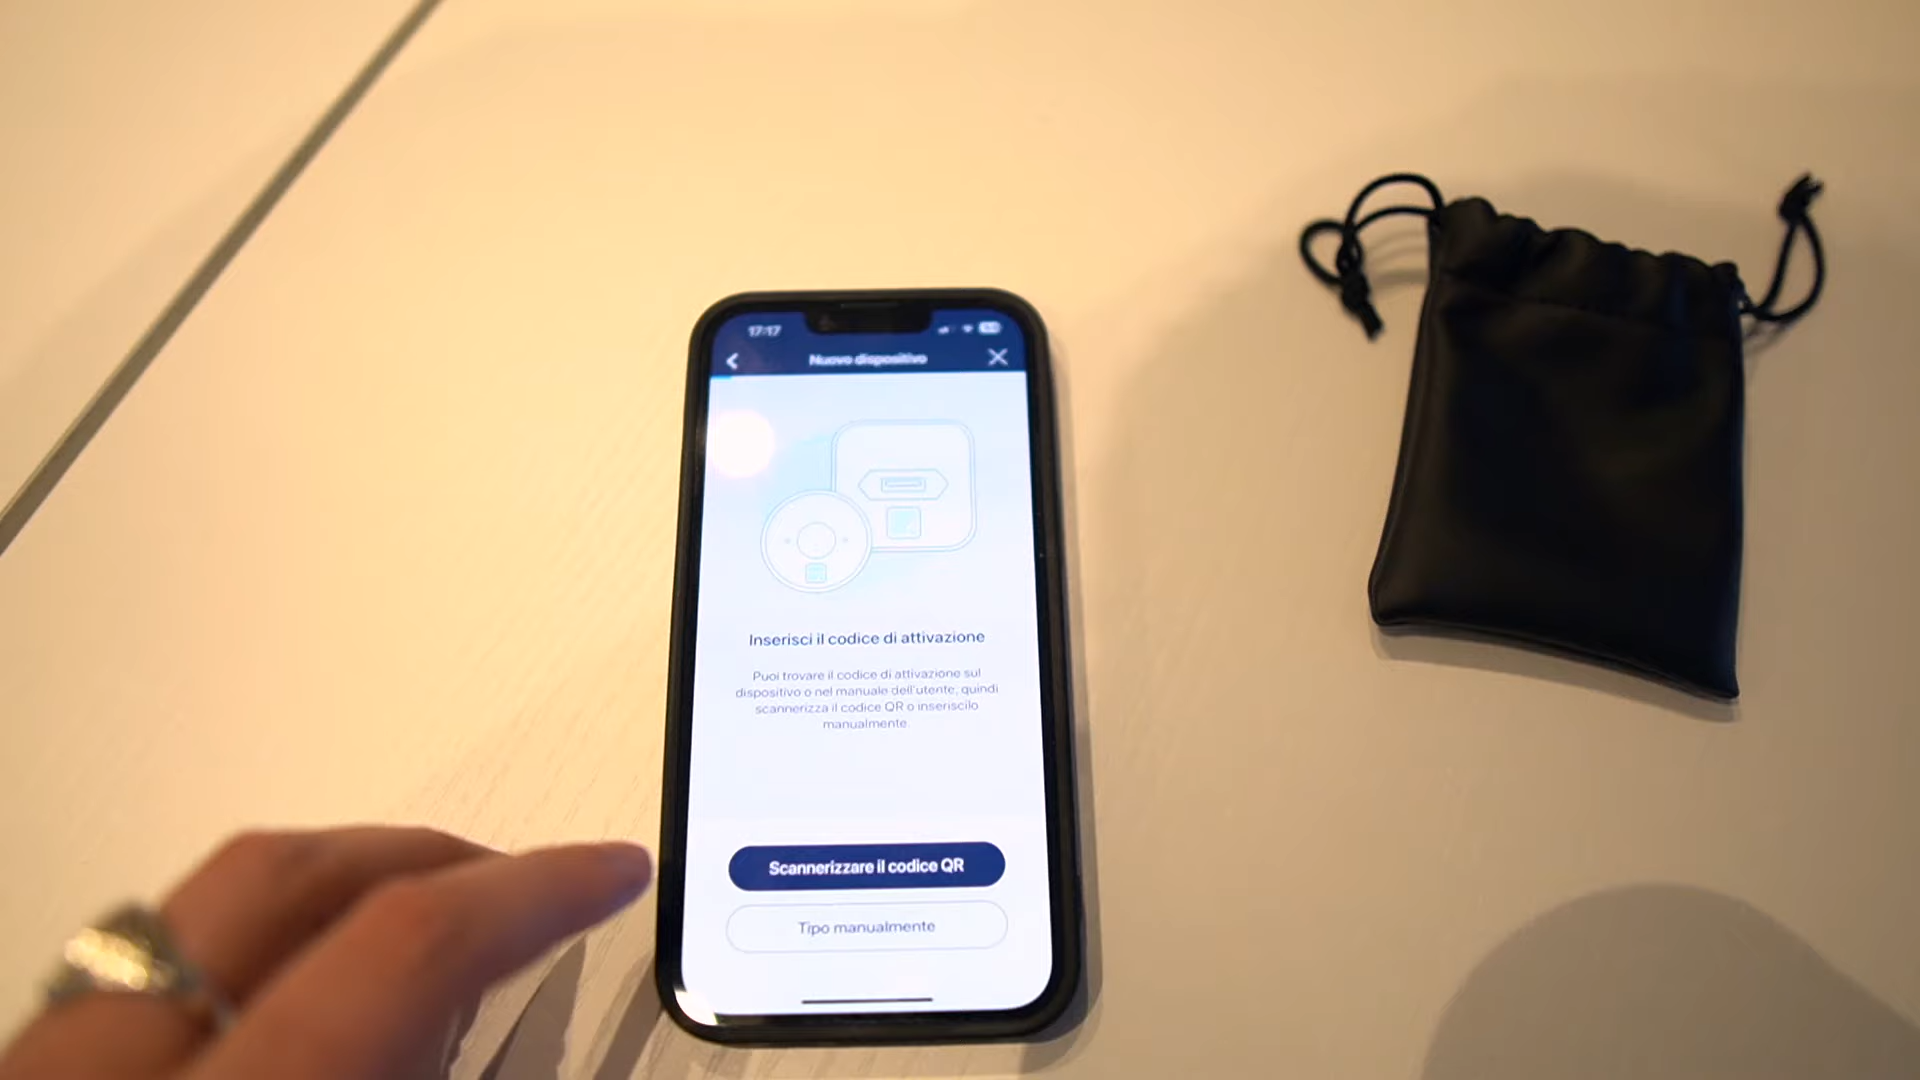 17:17
Nuovo dispositivo
Inserisci il codice di attivazione
Puoi trovare il codice di attivazione sul
dispositivo o nel manuale dell'utente, quindi
scannerizza il codice QR o inseriscilo
manualmente
Scannerizzare il codice QR
Tipo manualmente